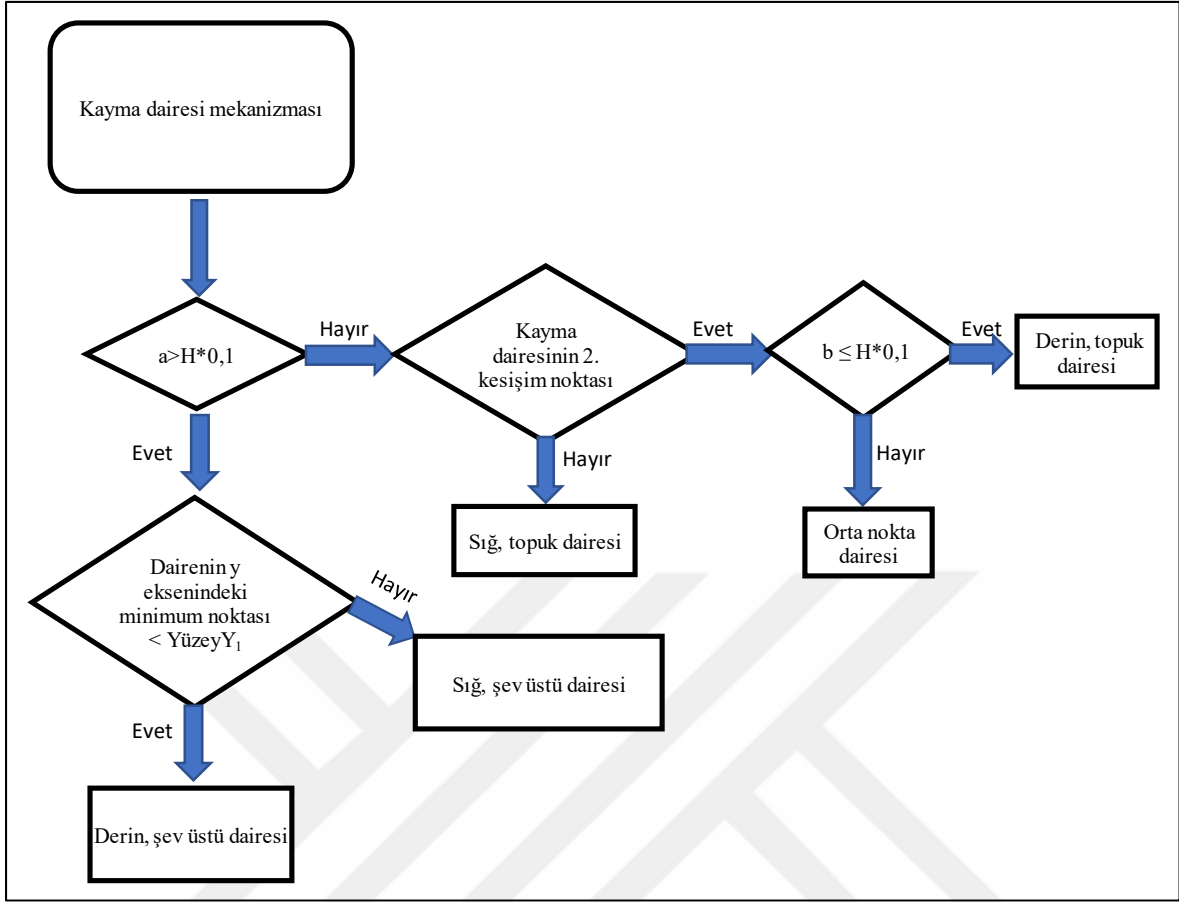 Kayma dairesi mekanizması
a>H*0,1
Hayır
Kayma
dairesinin 2.
kesişim noktası
Evet
b ≤ H*0,1
Evet
Derin, topuk
dairesi
Evet
Hayır
Hayır
Sığ, topuk dairesi
Orta nokta
dairesi
Dairenin y
eksenindeki
minimum noktası
< YüzeyY₁
Hayır
Sığ, şev üstü dairesi
Evet
Derin, şev üstü dairesi